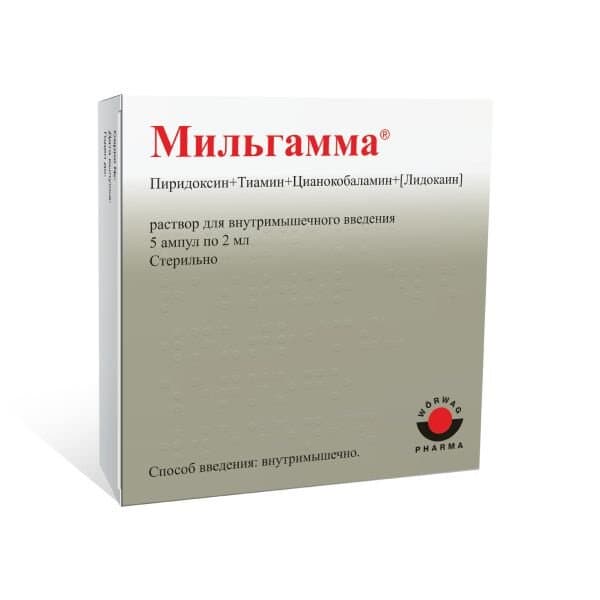 Мильгамма®
Пиридоксин+Тиамин+Цианокобаламин+[Лидокаин]
раствор для внутримышечного введения
5 ампул по 2 мл
Стерильно
WÖRWAG
PHARMA
Способ введения: внутримышечно.